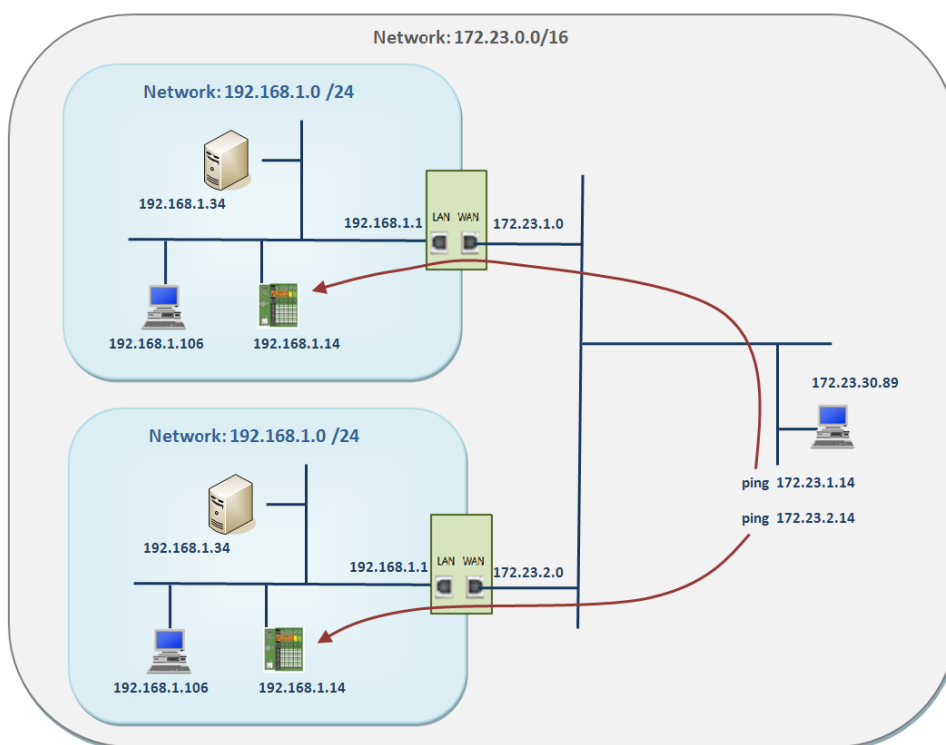 Network: 172.23.0.0/16
Network: 192.168.1.0 /24
192.168.1.34
192.168.1.1
LAN
WAN
172.23.1.0
192.168.1.106
192.168.1.14
172.23.30.89
Network: 192.168.1.0 /24
ping 172.23.1.14
ping 172.23.2.14
192.168.1.34
192.168.1.1
LAN
WAN
172.23.2.0
192.168.1.106
192.168.1.14